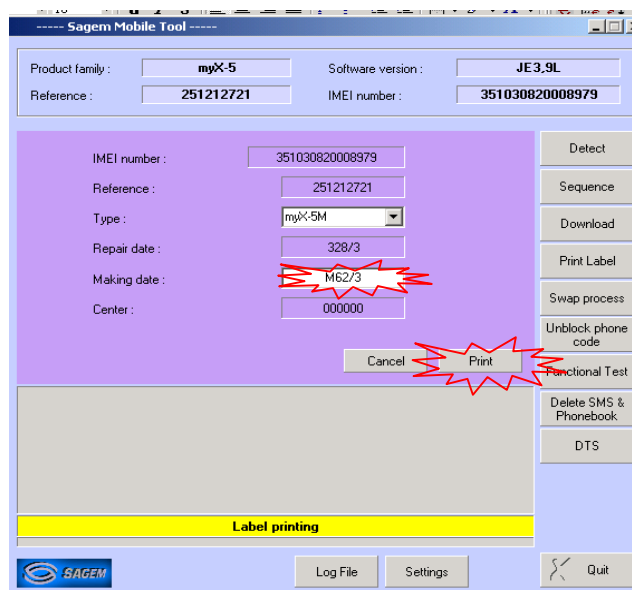 ----- Sagem Mobile Tool -----
Product family : myX-5 Software version : JE3,9L
Reference : 251212721 IMEI number : 351030820008979
IMEI number : 351030820008979
Reference : 251212721
Type : myX-5M
Repair date : 328/3
Making date : M62/3
Center : 000000
Cancel Print
Detect
Sequence
Download
Print Label
Swap process
Unblock phone
code
Functional Test
Delete SMS &
Phonebook
DTS
Label printing
SAGEM Log File Settings Quit